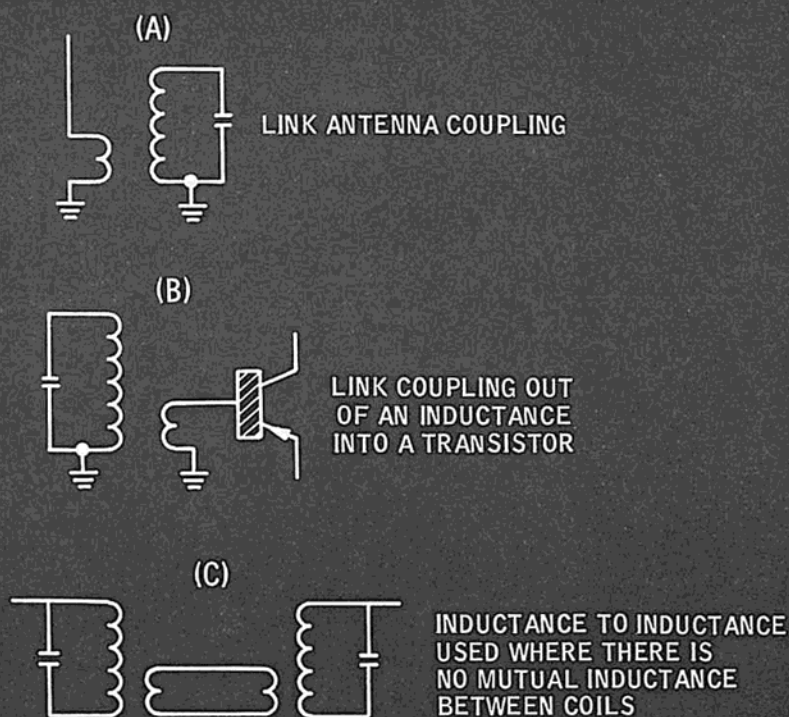 (A)
LINK ANTENNA COUPLING
(B)
LINK COUPLING OUT
OF AN INDUCTANCE
INTO A TRANSISTOR
(C)
INDUCTANCE TO INDUCTANCE
USED WHERE THERE IS
NO MUTUAL INDUCTANCE
BETWEEN COILS